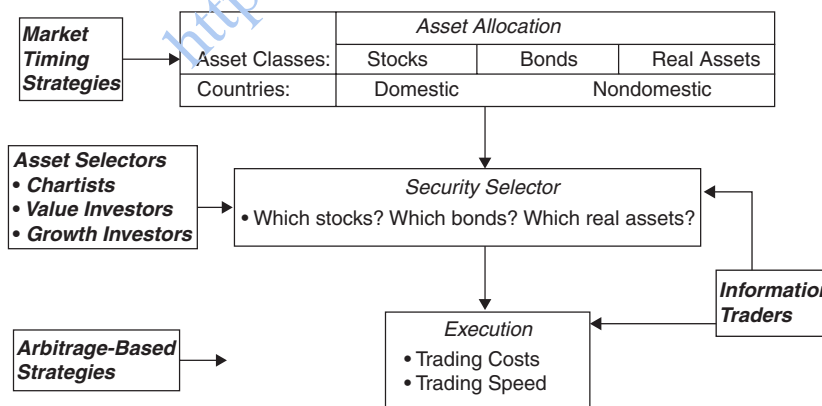 Asset Allocation
Market
Timing
Strategies
Asset Classes: Stocks Bonds Real Assets
Countries: Domestic Nondomestic
Asset Selectors
• Chartists
• Value Investors
• Growth Investors
Security Selector
• Which stocks? Which bonds? Which real assets?
Information
Traders
Execution
• Trading Costs
• Trading Speed
Arbitrage-Based
Strategies
http